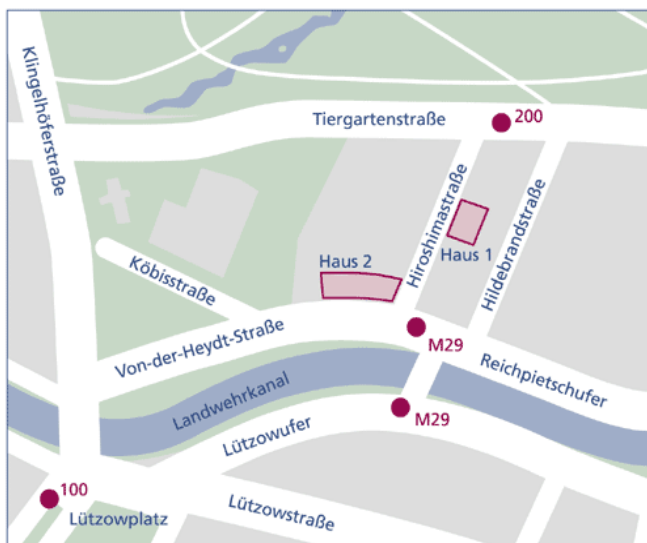 Klingelhöferstraße
Tiergartenstraße
200
Hiroshimastraße
Hildebrandstraße
Haus 1
Haus 2
Köbisstraße
Von-der-Heydt-Straße
M29
Reichpietschufer
Landwehrkanal
M29
Lützowufer
100
Lützowplatz
Lützowstraße